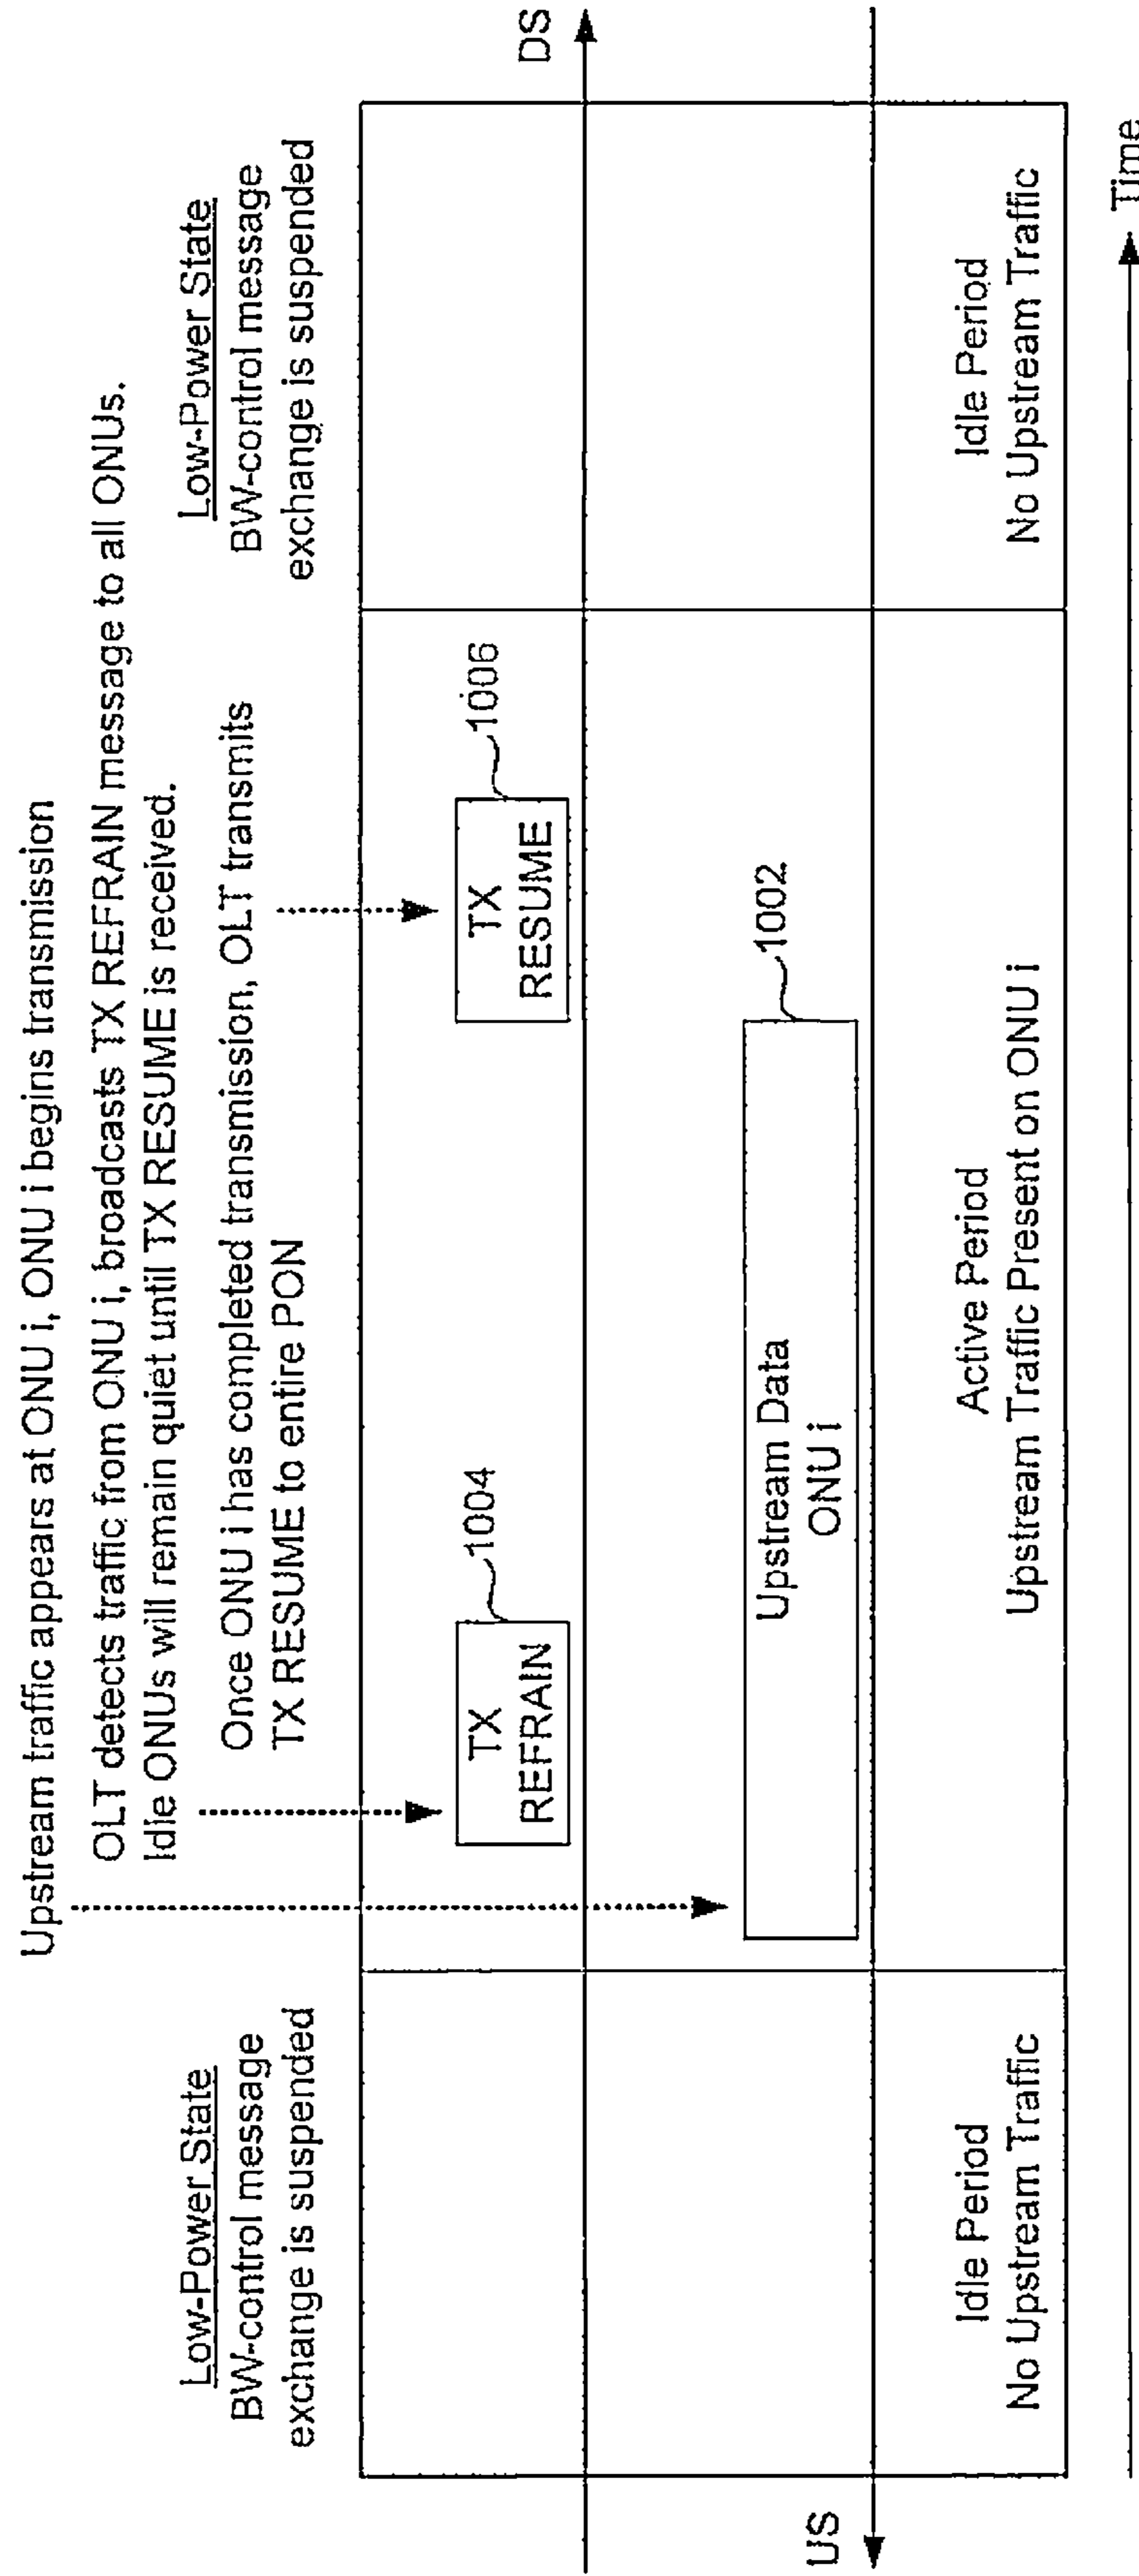 Upstream traffic appears at ONU i, ONU i begins transmission
OLT detects traffic from ONU i, broadcasts TX REFRAIN message to all ONUs.
Idle ONUs will remain quiet until TX RESUME is received.
Once ONU i has completed transmission, OLT transmits
TX RESUME to entire PON
Low-Power State
BW-control message
exchange is suspended
Low-Power State
BW-control message
exchange is suspended
TX
REFRAIN
1004
TX
RESUME
1006
DS
Upstream Data
ONU i
1002
US
Idle Period
No Upstream Traffic
Active Period
Upstream Traffic Present on ONU i
Idle Period
No Upstream Traffic
Time